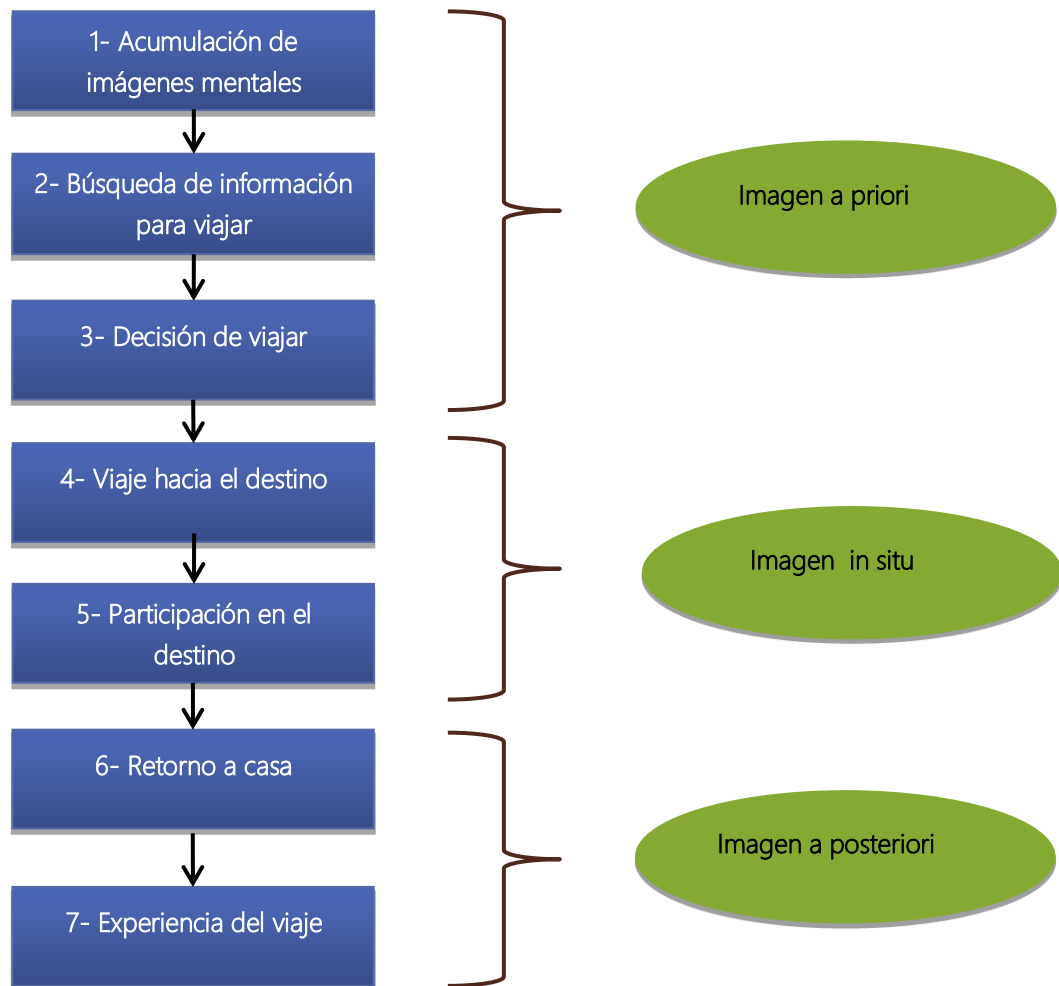 1- Acumulación de
imágenes mentales
2- Búsqueda de información
para viajar
3- Decisión de viajar
Imagen a priori
4- Viaje hacia el destino
5- Participación en el
destino
Imagen in situ
6- Retorno a casa
7- Experiencia del viaje
Imagen a posteriori